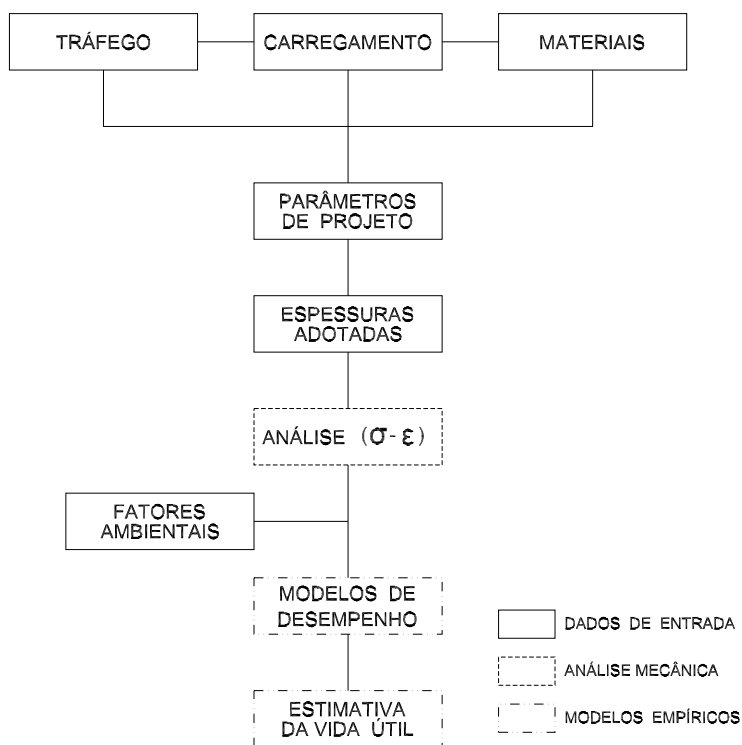 TRÁFEGO
CARREGAMENTO
MATERIAIS
PARÂMETROS
DE PROJETO
ESPESSURAS
ADOTADAS
ANÁLISE (σ-ε)
FATORES
AMBIENTAIS
MODELOS DE
DESEMPENHO
ESTIMATIVA
DA VIDA ÚTIL
DADOS DE ENTRADA
ANÁLISE MECÂNICA
MODELOS EMPÍRICOS